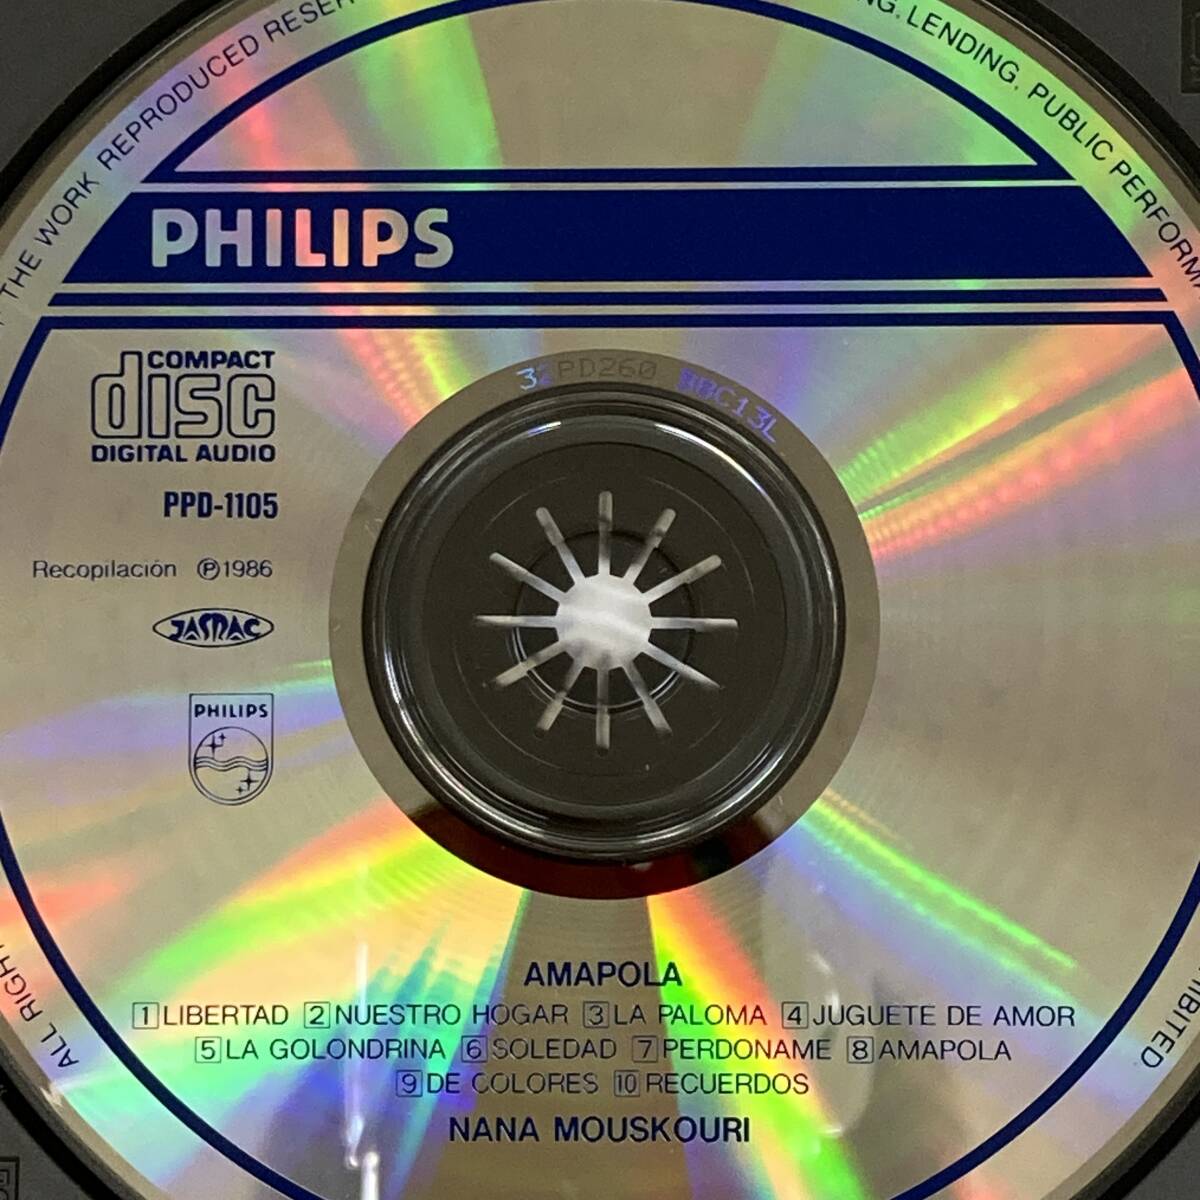 THE WORK REPRODUCED RESER
LENDING, PUBLIC PERFORMA
PHILIPS
COMPACT
disc
DIGITAL AUDIO
PPD-1105
Recopilación ℗1986
JASRAC
PHILIPS
AMAPOLA
1 LIBERTAD 2 NUESTRO HOGAR 3 LA PALOMA 4 JUGUETE DE AMOR
5 LA GOLONDRINA 6 SOLEDAD 7 PERDONAME 8 AMAPOLA
9 DE COLORES 10 RECUERDOS
NANA MOUSKOURI
ALL RIGH
IBITED